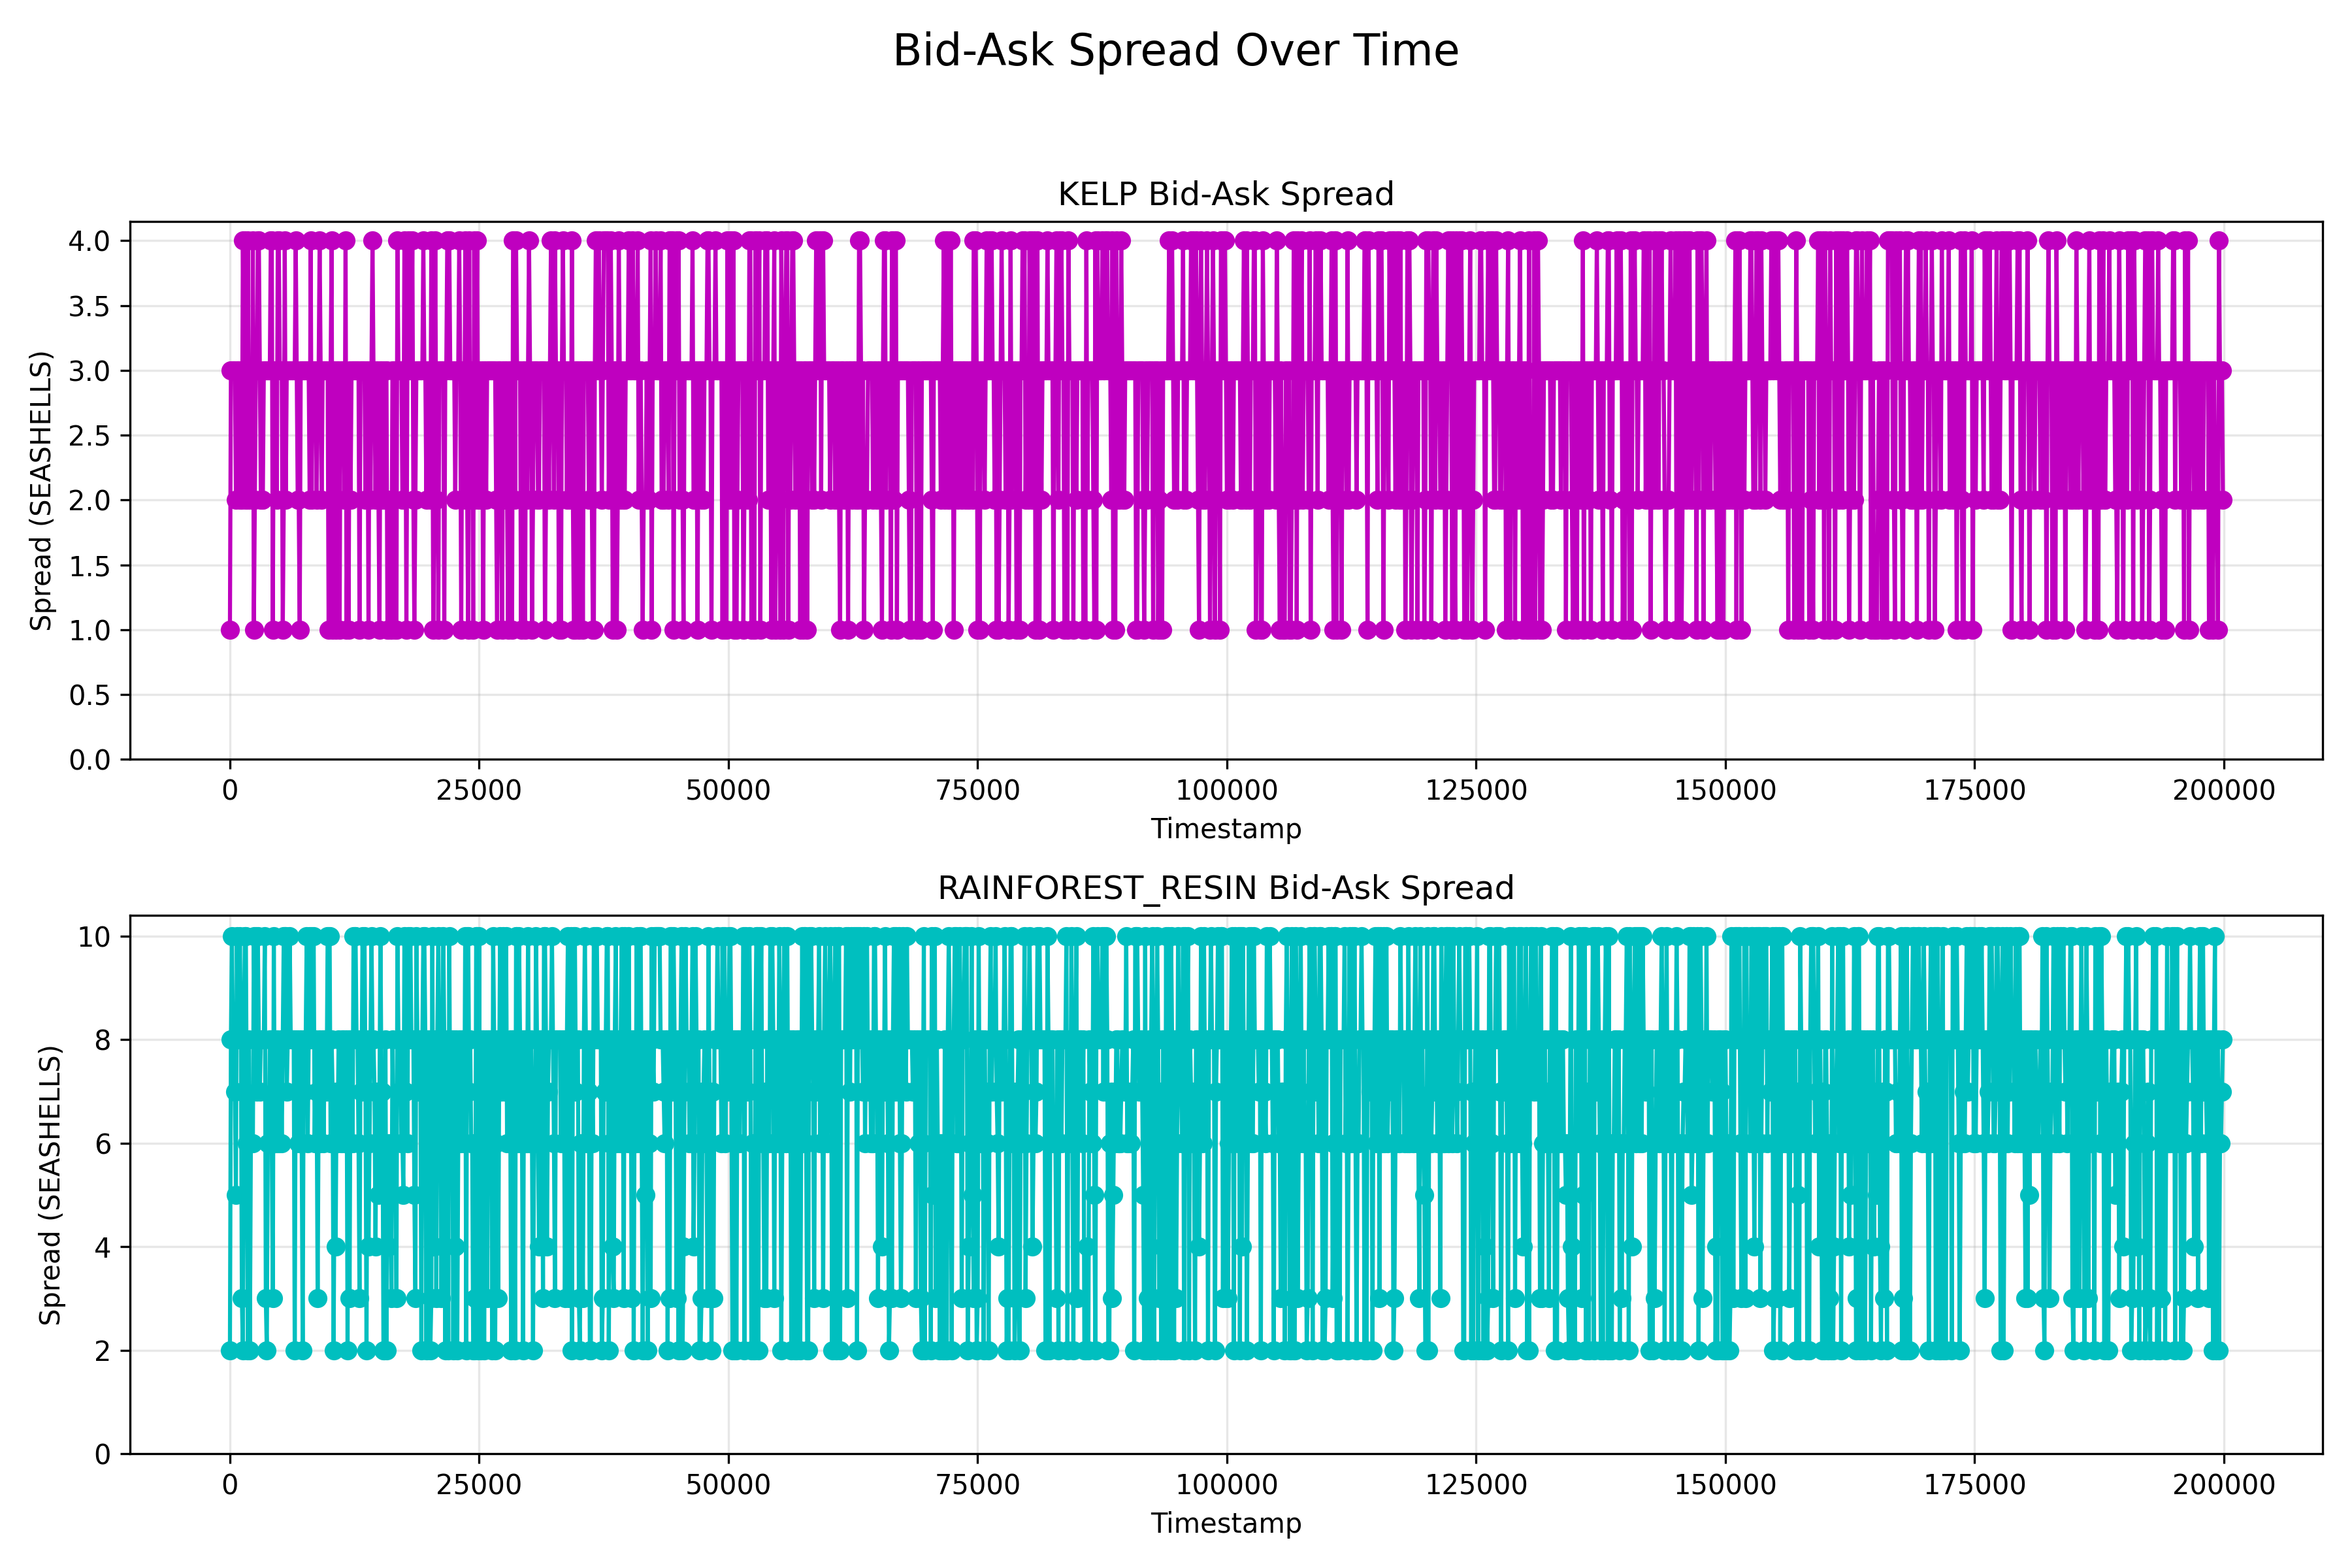 Bid-Ask Spread Over Time
KELP Bid-Ask Spread
Spread (SEASHELLS)
4.0
3.5
3.0
2.5
2.0
1.5
1.0
0.5
0.0
0 25000 50000 75000 100000 125000 150000 175000 200000
Timestamp
RAINFOREST_RESIN Bid-Ask Spread
Spread (SEASHELLS)
10
8
6
4
2
0
0 25000 50000 75000 100000 125000 150000 175000 200000
Timestamp